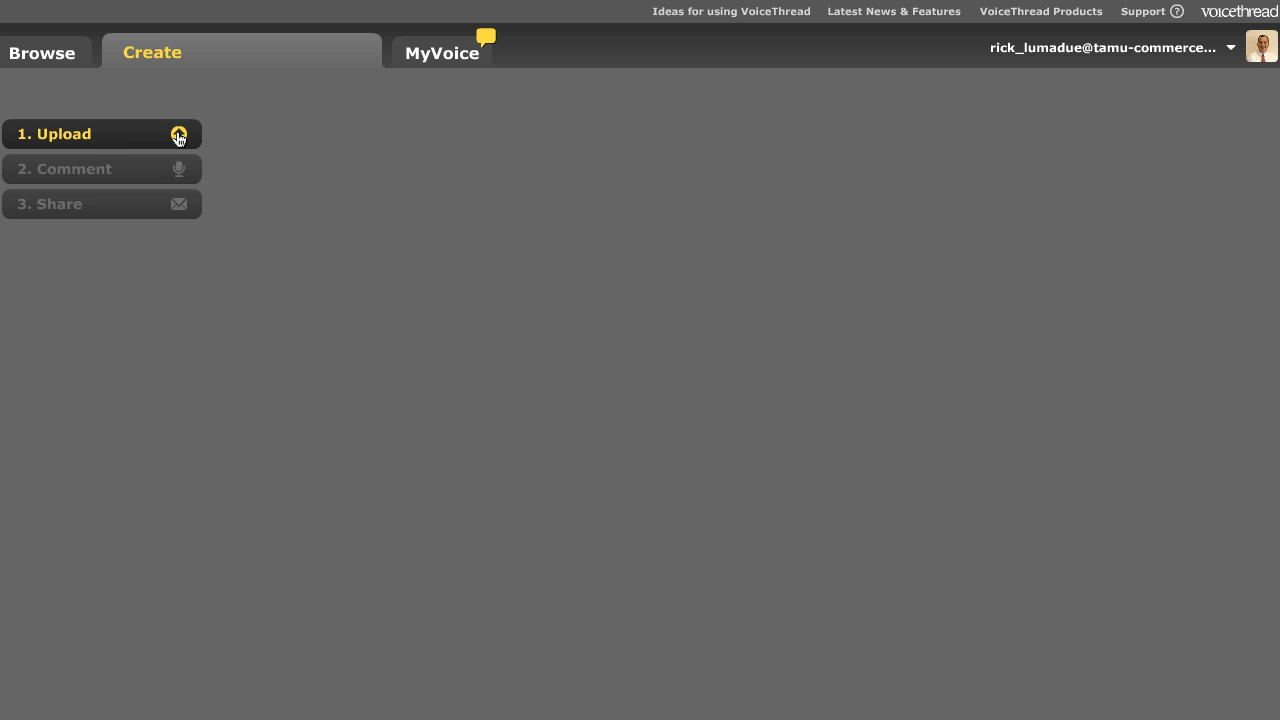 Ideas for using VoiceThread Latest News & Features VoiceThread Products Support ? voicethread
Browse Create MyVoice rick_lumadue@tamu-commerce...
1. Upload
2. Comment
3. Share